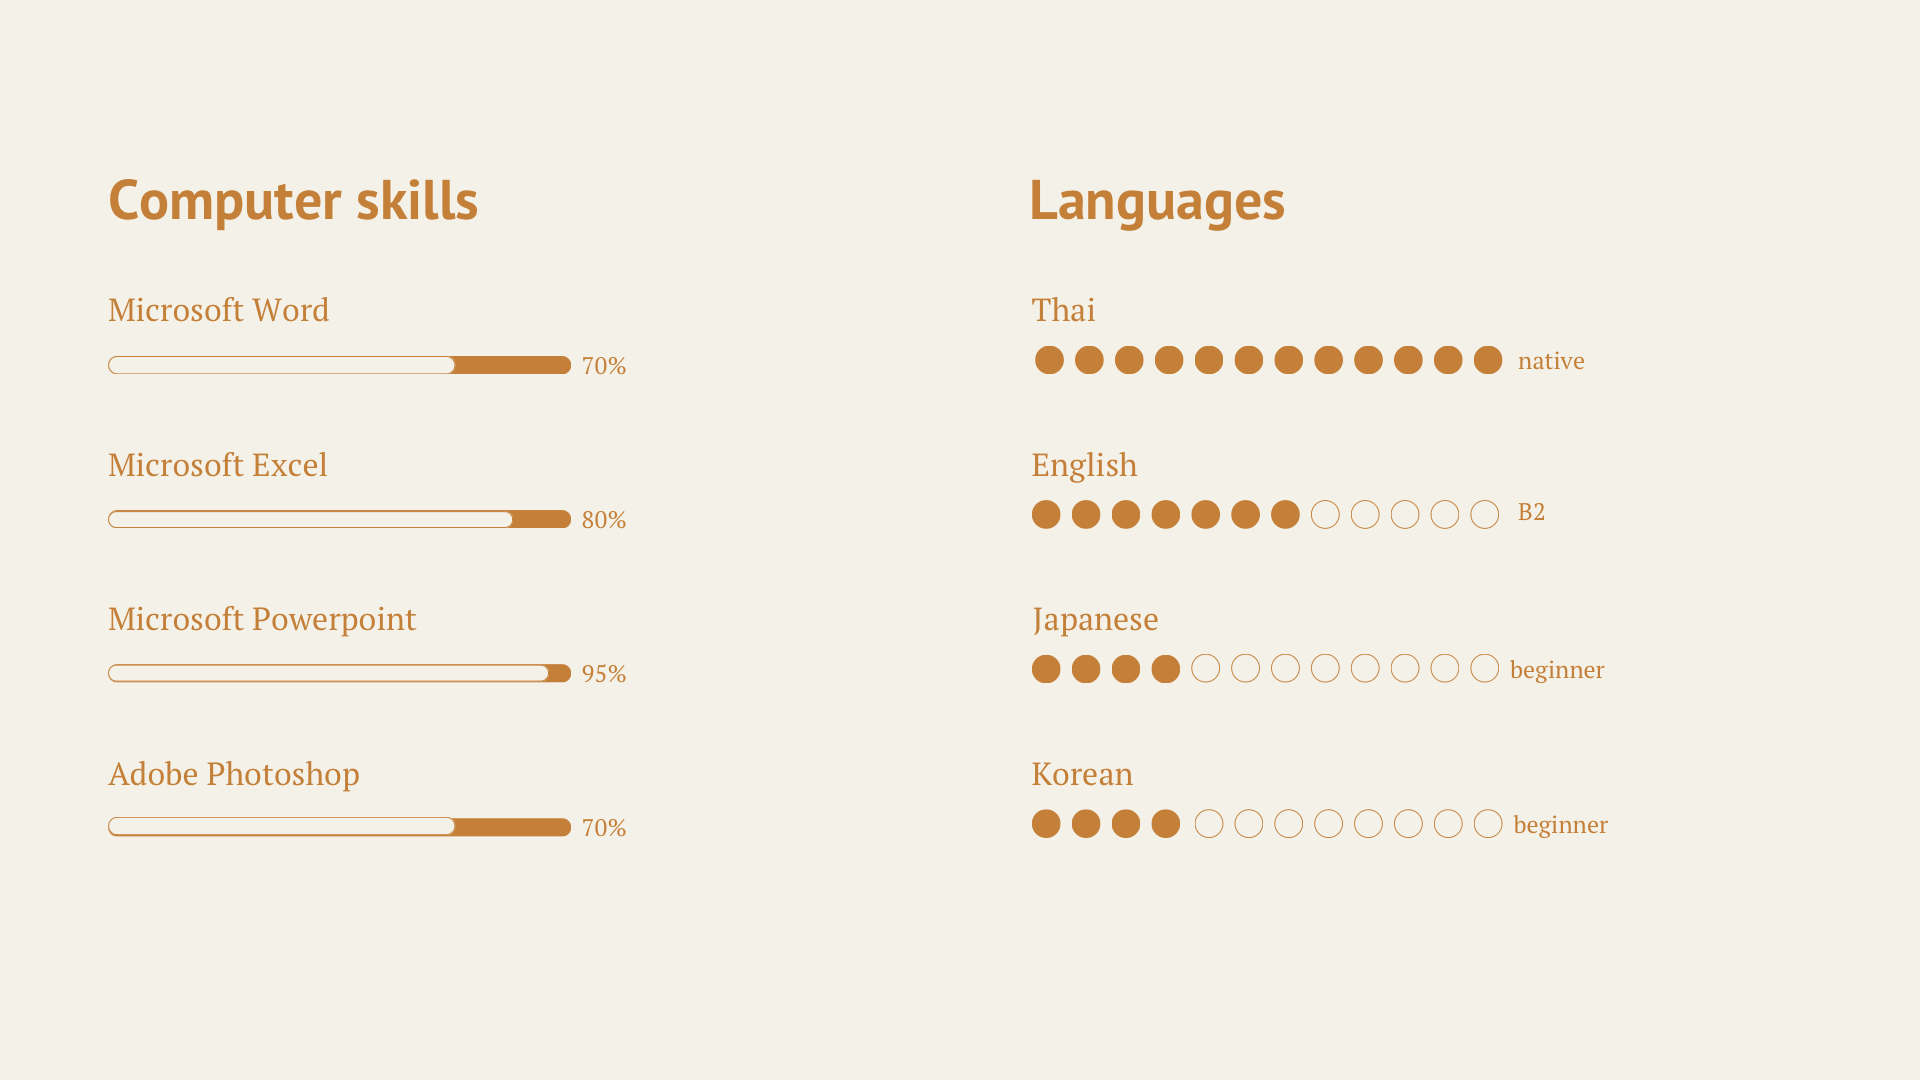 Computer skills
Microsoft Word
70%
Microsoft Excel
80%
Microsoft Powerpoint
95%
Adobe Photoshop
70%
Languages
Thai
native
English
B2
Japanese
beginner
Korean
beginner